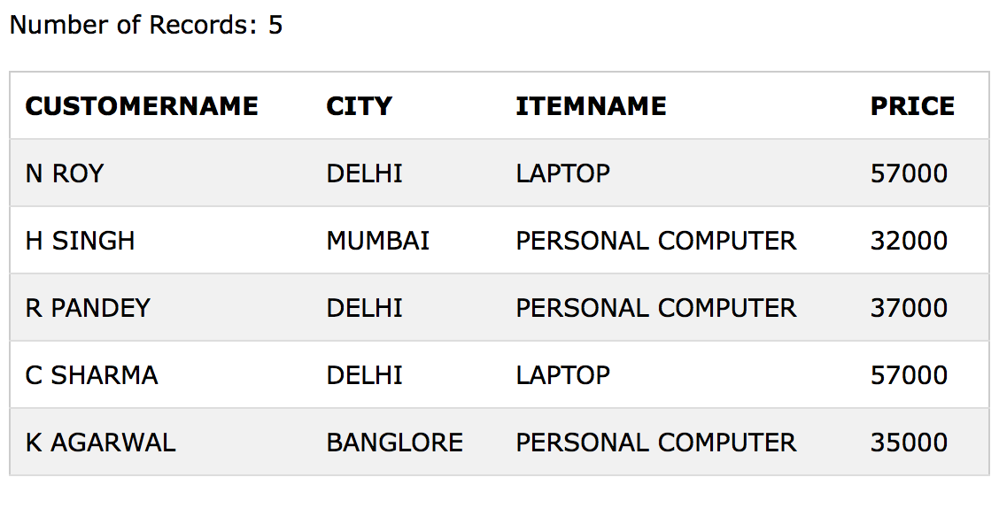 Number of Records: 5
CUSTOMERNAME CITY ITEMNAME PRICE
N ROY DELHI LAPTOP 57000
H SINGH MUMBAI PERSONAL COMPUTER 32000
R PANDEY DELHI PERSONAL COMPUTER 37000
C SHARMA DELHI LAPTOP 57000
K AGARWAL BANGLORE PERSONAL COMPUTER 35000